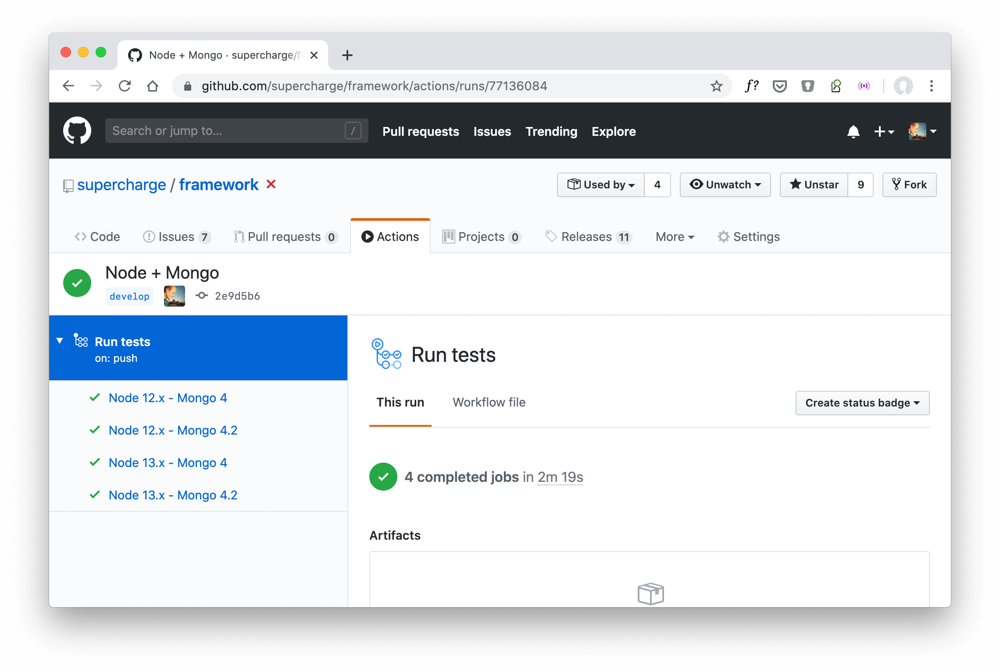 Node + Mongo · supercharge/f
github.com/supercharge/framework/actions/runs/77136084
f?
Search or jump to...
/
Pull requests
Issues
Trending
Explore
supercharge / framework
Used by
4
Unwatch
Unstar
9
Fork
Code
Issues 7
Pull requests 0
Actions
Projects 0
Releases 11
More
Settings
Node + Mongo
develop
2e9d5b6
Run tests
on: push
Node 12.x - Mongo 4
Node 12.x - Mongo 4.2
Node 13.x - Mongo 4
Node 13.x - Mongo 4.2
Run tests
This run
Workflow file
Create status badge
4 completed jobs in 2m 19s
Artifacts